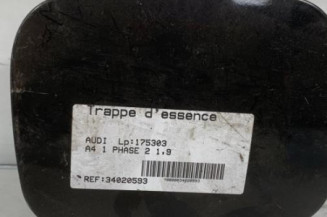 Trappe d'essence
AUDI Lp:175303
A4 1 PHASE 2 1.9
REF:34020593